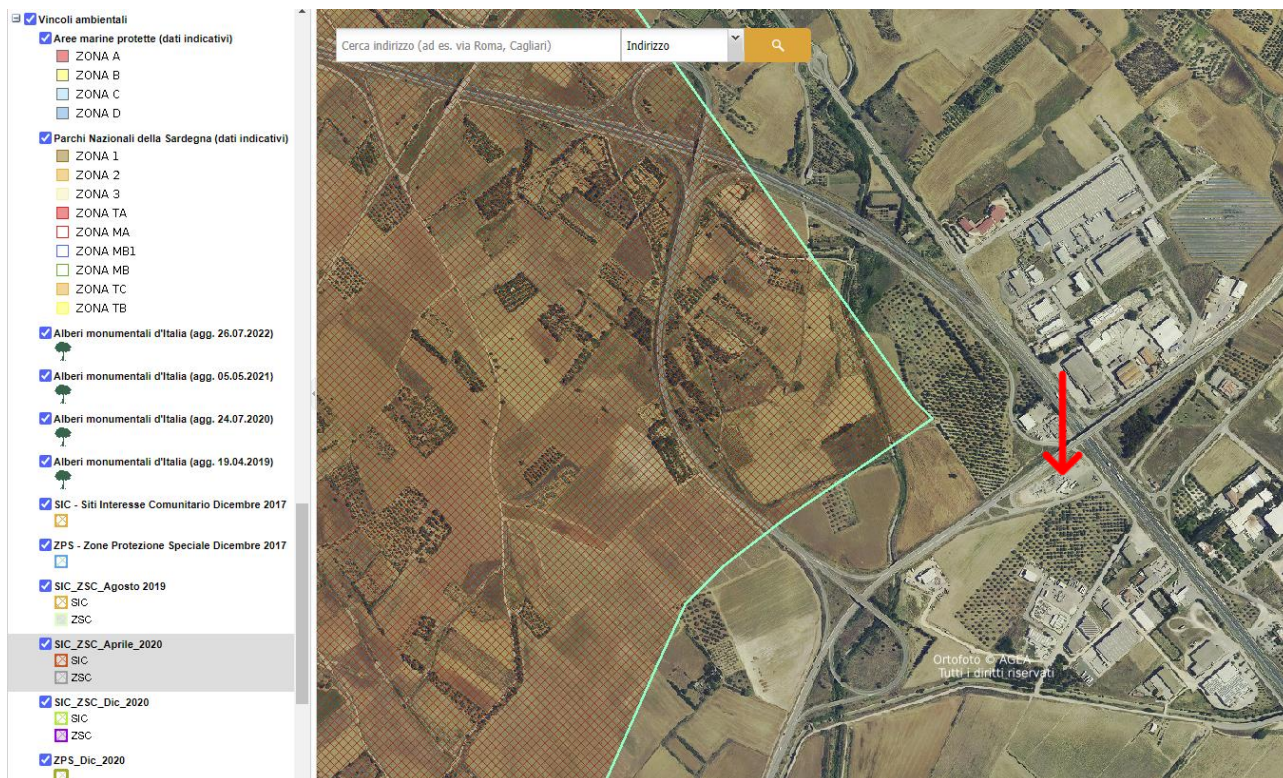 Vincoli ambientali
Aree marine protette (dati indicativi)
ZONA A
ZONA B
ZONA C
ZONA D
Parchi Nazionali della Sardegna (dati indicativi)
ZONA 1
ZONA 2
ZONA 3
ZONA TA
ZONA MA
ZONA MB1
ZONA MB
ZONA TC
ZONA TB
Alberi monumentali d'Italia (agg. 26.07.2022)
Alberi monumentali d'Italia (agg. 05.05.2021)
Alberi monumentali d'Italia (agg. 24.07.2020)
Alberi monumentali d'Italia (agg. 19.04.2019)
SIC - Siti Interesse Comunitario Dicembre 2017
ZPS - Zone Protezione Speciale Dicembre 2017
SIC_ZSC_Agosto 2019
SIC
ZSC
SIC_ZSC_Aprile_2020
SIC
ZSC
SIC_ZSC_Dic_2020
SIC
ZSC
ZPS_Dic_2020
Cerca indirizzo (ad es. via Roma, Cagliari)
Indirizzo
Ortofoto © AGEA
Tutti i diritti riservati